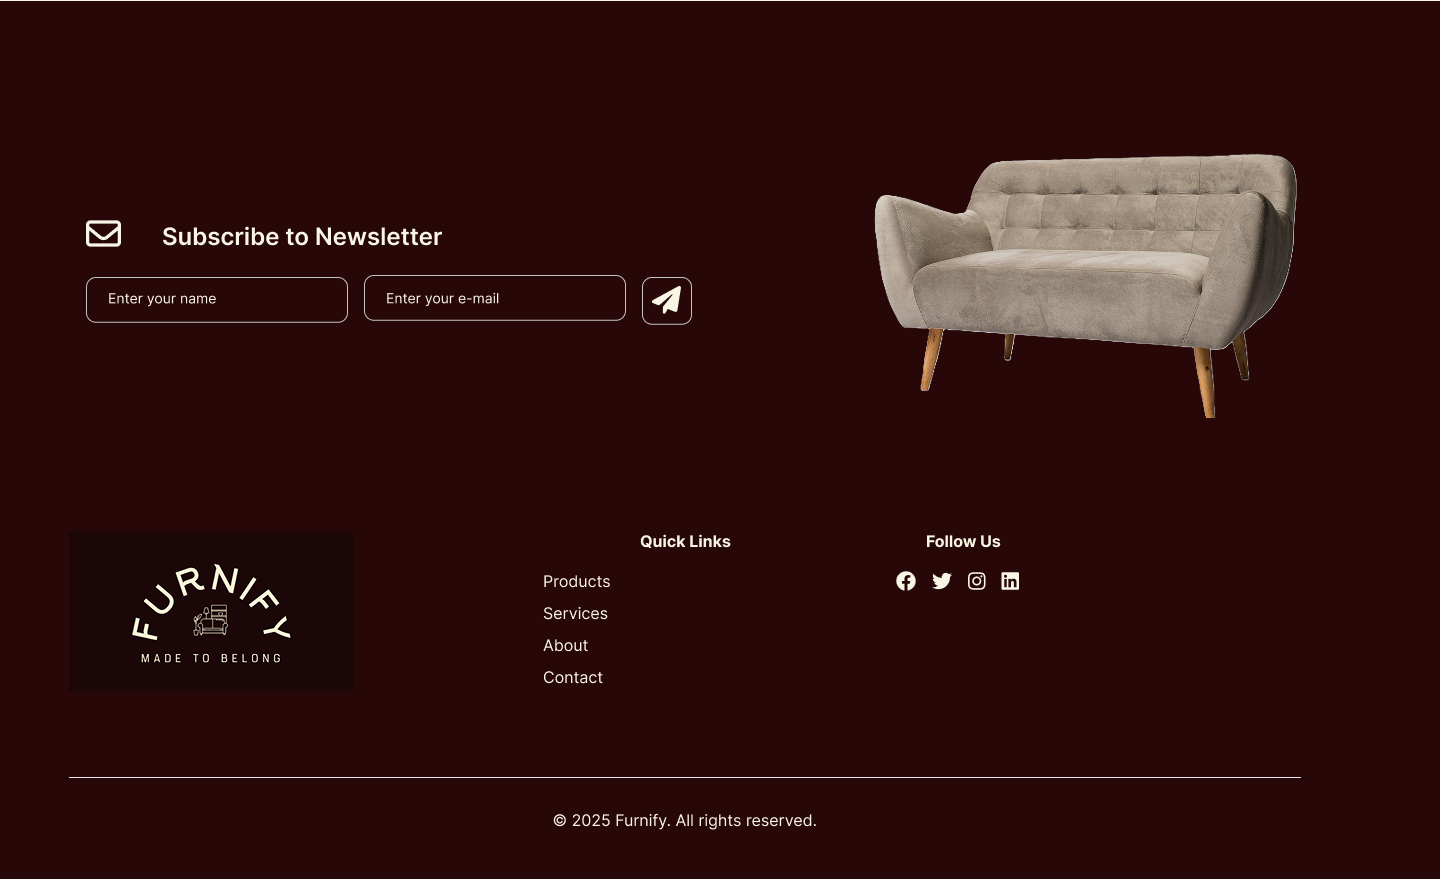 Subscribe to Newsletter
Enter your name
Enter your e-mail
FURNIFY
MADE TO BELONG
Quick Links
Products
Services
About
Contact
Follow Us
© 2025 Furnify. All rights reserved.